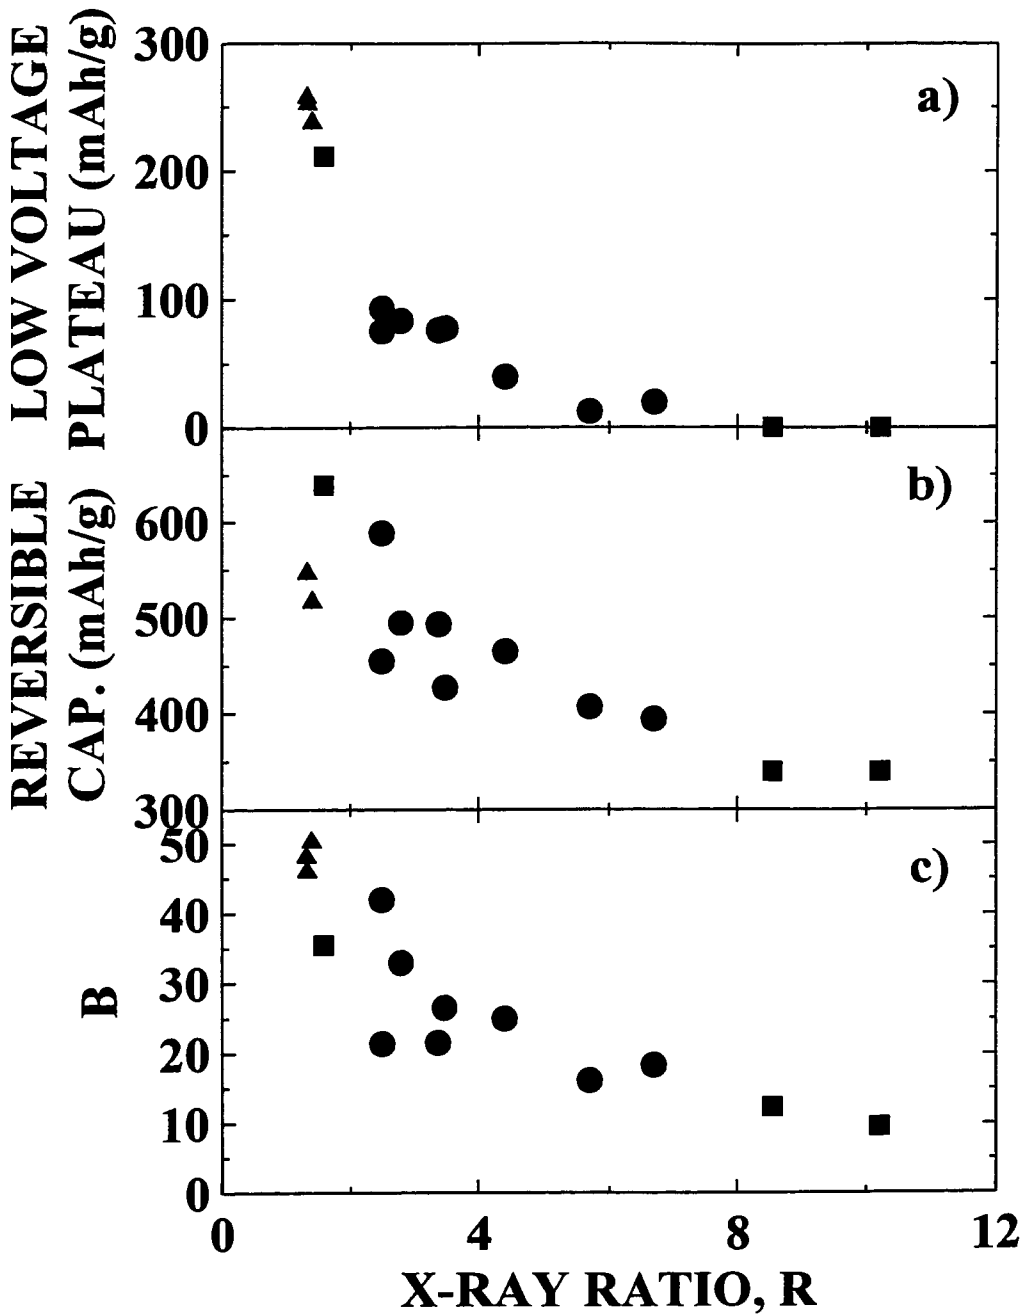 LOW VOLTAGE
PLATEAU (mAh/g)
300
200
100
0
a)
REVERSIBLE
CAP. (mAh/g)
600
500
400
300
b)
B
50
40
30
20
10
0
c)
0 4 8 12
X-RAY RATIO, R